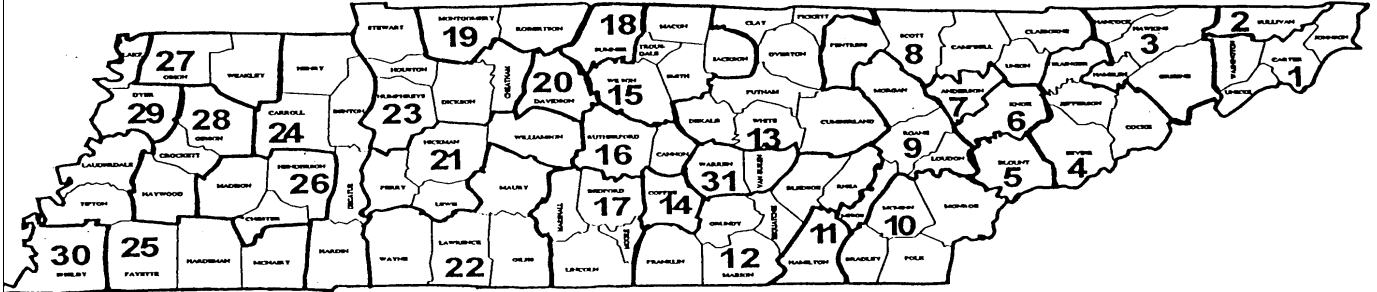 LAKE
27
OBION
WEAKLEY
HENRY
STEWART
MONTGOMERY
19
ROBERTSON
18
SUMNER
MACON
TROUS-
DALE
CLAY
PICKETT
JACKSON
OVERTON
FENTRESS
SCOTT
8
CAMPBELL
CLAIBORNE
UNION
HANCOCK
HAWKINS
3
GRAINGER
HAMBLEN
GREENE
2
SULLIVAN
WASHINGTON
UNICOI
CARTER
1
JOHNSON
DYER
29
28
GIBSON
CROCKETT
CARROLL
24
BENTON
HOUSTON
HUMPHREYS
23
DICKSON
CHEATHAM
20
DAVIDSON
WILSON
15
SMITH
PUTNAM
DEKALB
WHITE
13
CUMBERLAND
MORGAN
ANDERSON
7
KNOX
6
JEFFERSON
COCKE
SEVIER
4
BLOUNT
5
ROANE
9
LOUDON
LAUDERDALE
TIPTON
HAYWOOD
MADISON
HENDERSON
26
CHESTER
DECATUR
PERRY
HICKMAN
21
LEWIS
WILLIAMSON
MAURY
RUTHERFORD
16
CANNON
WARREN
31
VAN BUREN
BLEDSOE
RHEA
MEIGS
McMINN
10
MONROE
BRADLEY
POLK
30
SHELBY
25
FAYETTE
HARDEMAN
McNAIRY
HARDIN
WAYNE
LAWRENCE
22
GILES
MARSHALL
BEDFORD
17
MOORE
LINCOLN
COFFEE
14
FRANKLIN
GRUNDY
SEQUATCHIE
12
MARION
11
HAMILTON